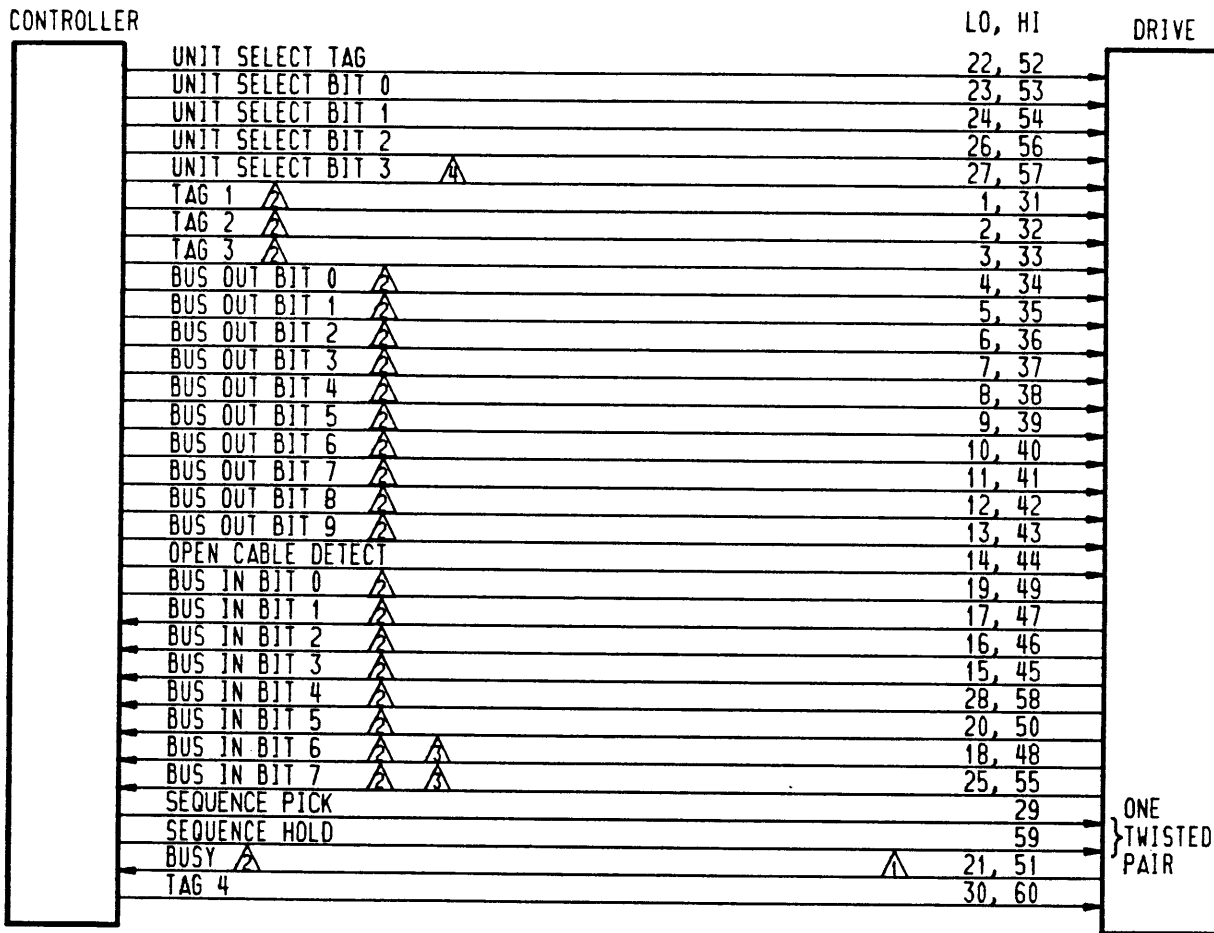 CONTROLLER LO, HI DRIVE
UNIT SELECT TAG 22, 52
UNIT SELECT BIT 0 23, 53
UNIT SELECT BIT 1 24, 54
UNIT SELECT BIT 2 26, 56
UNIT SELECT BIT 3 4 27, 57
TAG 1 2 1, 31
TAG 2 2 2, 32
TAG 3 2 3, 33
BUS OUT BIT 0 2 4, 34
BUS OUT BIT 1 2 5, 35
BUS OUT BIT 2 2 6, 36
BUS OUT BIT 3 2 7, 37
BUS OUT BIT 4 2 8, 38
BUS OUT BIT 5 2 9, 39
BUS OUT BIT 6 2 10, 40
BUS OUT BIT 7 2 11, 41
BUS OUT BIT 8 2 12, 42
BUS OUT BIT 9 2 13, 43
OPEN CABLE DETECT 14, 44
BUS IN BIT 0 2 19, 49
BUS IN BIT 1 2 17, 47
BUS IN BIT 2 2 16, 46
BUS IN BIT 3 2 15, 45
BUS IN BIT 4 2 28, 58
BUS IN BIT 5 2 20, 50
BUS IN BIT 6 2 3 18, 48
BUS IN BIT 7 2 3 25, 55
SEQUENCE PICK 29
SEQUENCE HOLD 59
BUSY 2 1 21, 51
TAG 4 30, 60
ONE
TWISTED
PAIR